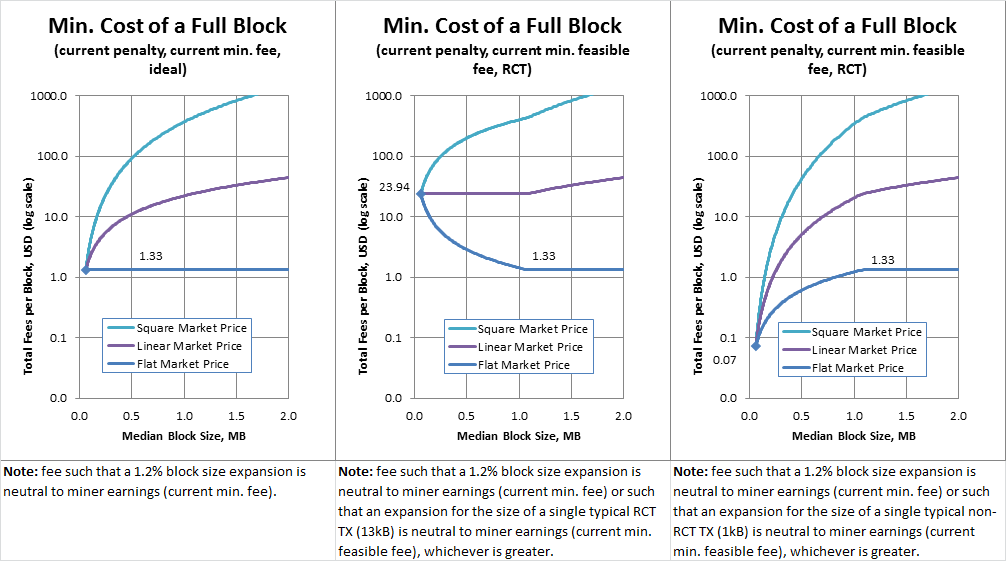 Min. Cost of a Full Block
(current penalty, current min. fee,
ideal)
Total Fees per Block, USD (log scale)
1000.0
100.0
10.0
1.0
0.1
0.0
1.33
Square Market Price
Linear Market Price
Flat Market Price
0.0 0.5 1.0 1.5 2.0
Median Block Size, MB
Note: fee such that a 1.2% block size expansion is
neutral to miner earnings (current min. fee).
Min. Cost of a Full Block
(current penalty, current min. feasible
fee, RCT)
Total Fees per Block, USD (log scale)
1000.0
100.0
23.94
10.0
1.0
0.1
0.0
1.33
Square Market Price
Linear Market Price
Flat Market Price
0.0 0.5 1.0 1.5 2.0
Median Block Size, MB
Note: fee such that a 1.2% block size expansion is
neutral to miner earnings (current min. fee) or such
that an expansion for the size of a single typical RCT
TX (13kB) is neutral to miner earnings (current min.
feasible fee), whichever is greater.
Min. Cost of a Full Block
(current penalty, current min. feasible
fee, RCT)
Total Fees per Block, USD (log scale)
1000.0
100.0
10.0
1.0
0.1
0.07
0.0
1.33
Square Market Price
Linear Market Price
Flat Market Price
0.0 0.5 1.0 1.5 2.0
Median Block Size, MB
Note: fee such that a 1.2% block size expansion is
neutral to miner earnings (current min. fee) or such
that an expansion for the size of a single typical non-
RCT TX (1kB) is neutral to miner earnings (current
min. feasible fee), whichever is greater.